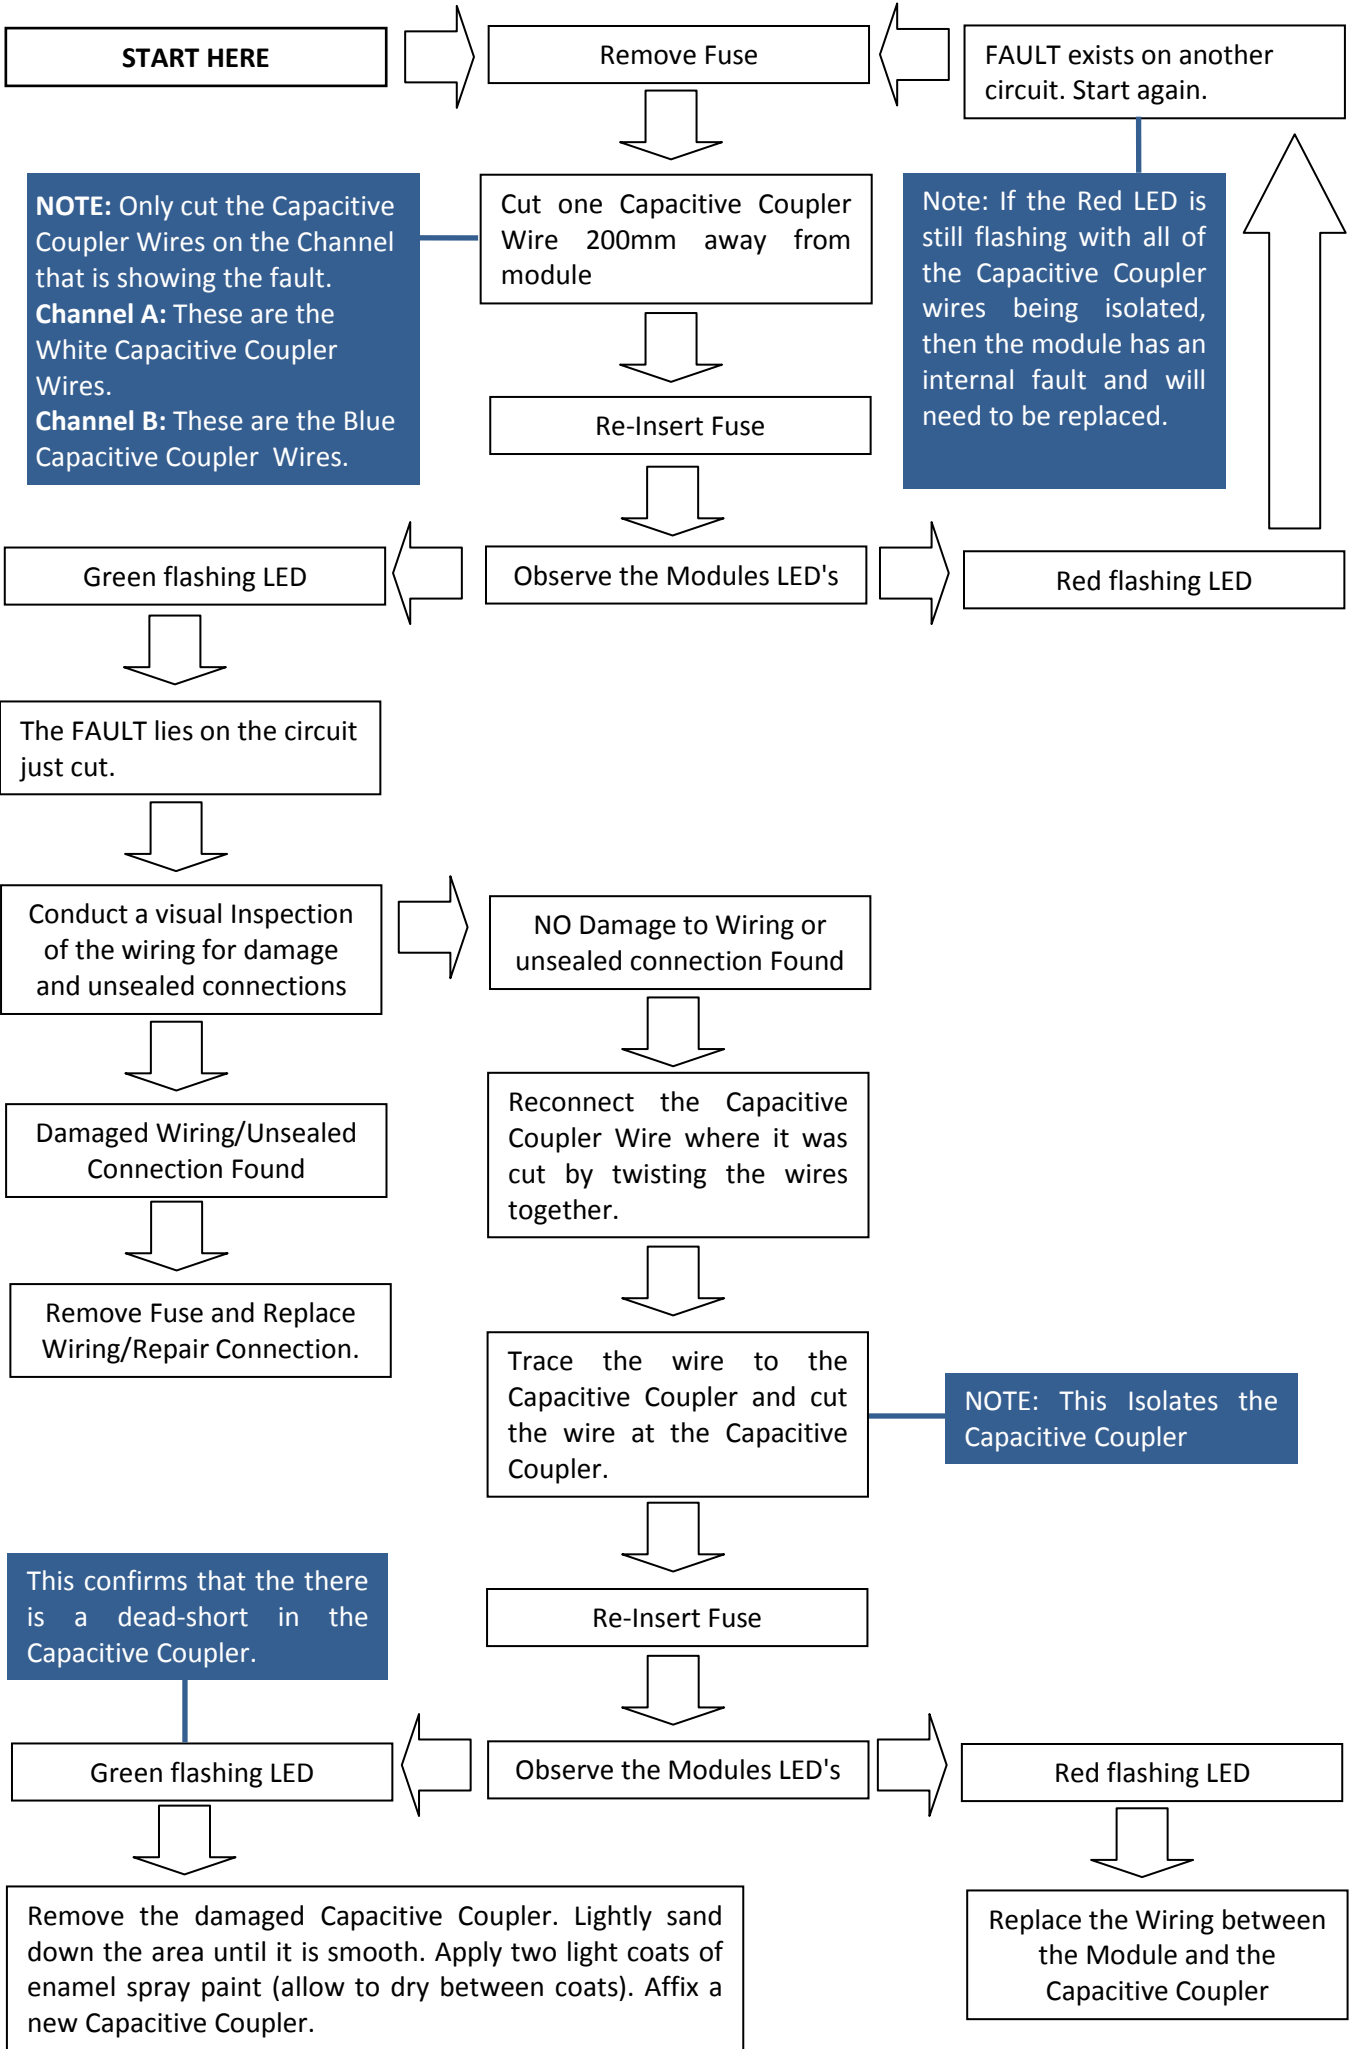 START HERE
Remove Fuse
FAULT exists on another
circuit. Start again.
NOTE: Only cut the Capacitive
Coupler Wires on the Channel
that is showing the fault.
Channel A: These are the
White Capacitive Coupler
Wires.
Channel B: These are the Blue
Capacitive Coupler Wires.
Cut one Capacitive Coupler
Wire 200mm away from
module
Note: If the Red LED is
still flashing with all of
the Capacitive Coupler
wires being isolated,
then the module has an
internal fault and will
need to be replaced.
Re-Insert Fuse
Green flashing LED
Observe the Modules LED's
Red flashing LED
The FAULT lies on the circuit
just cut.
Conduct a visual Inspection
of the wiring for damage
and unsealed connections
NO Damage to Wiring or
unsealed connection Found
Damaged Wiring/Unsealed
Connection Found
Reconnect the Capacitive
Coupler Wire where it was
cut by twisting the wires
together.
Remove Fuse and Replace
Wiring/Repair Connection.
Trace the wire to the
Capacitive Coupler and cut
the wire at the Capacitive
Coupler.
NOTE: This Isolates the
Capacitive Coupler
This confirms that the there
is a dead-short in the
Capacitive Coupler.
Re-Insert Fuse
Green flashing LED
Observe the Modules LED's
Red flashing LED
Remove the damaged Capacitive Coupler. Lightly sand
down the area until it is smooth. Apply two light coats of
enamel spray paint (allow to dry between coats). Affix a
new Capacitive Coupler.
Replace the Wiring between
the Module and the
Capacitive Coupler